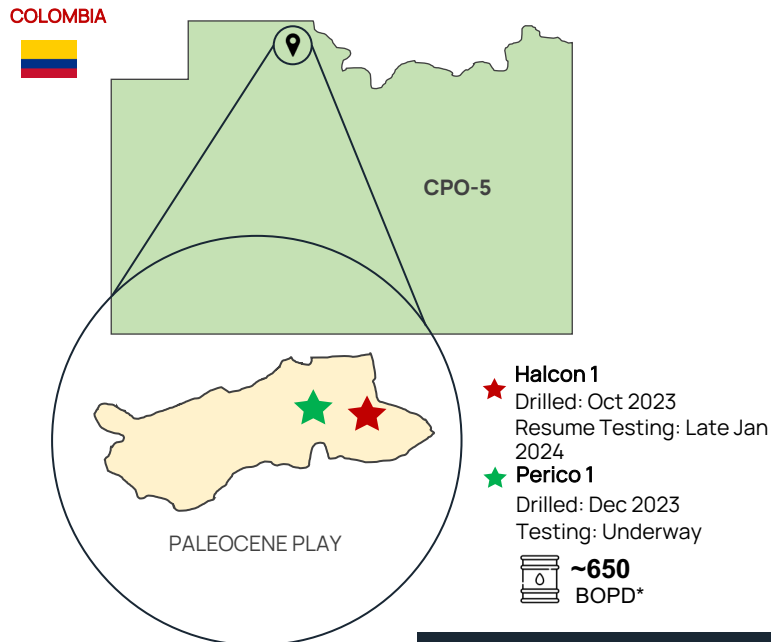 COLOMBIA
CPO-5
PALEOCENE PLAY
Halcon 1
Drilled: Oct 2023
Resume Testing: Late Jan
2024
Perico 1
Drilled: Dec 2023
Testing: Underway
~650
BOPD*